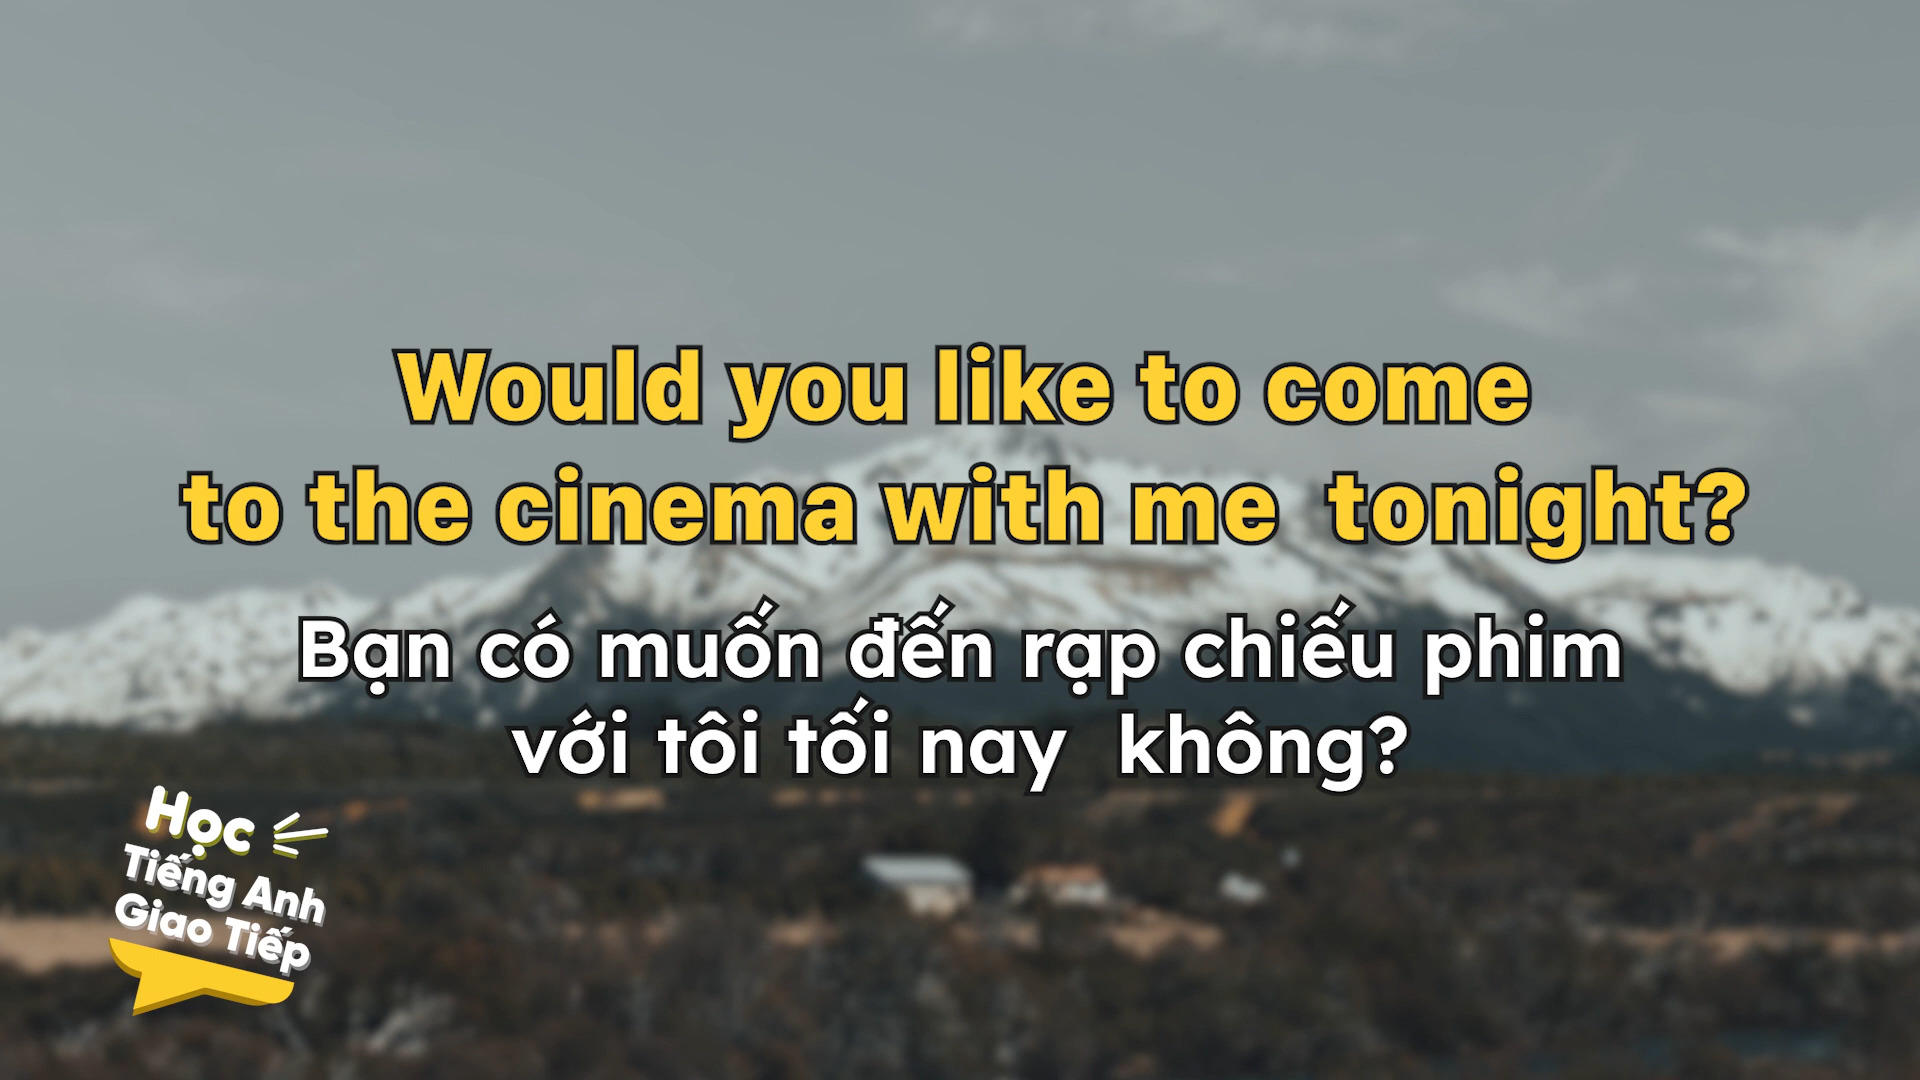 Would you like to come
to the cinema with me  tonight?
Bạn có muốn đến rạp chiếu phim
với tôi tối nay  không?
Học
Tiếng Anh
Giao Tiếp